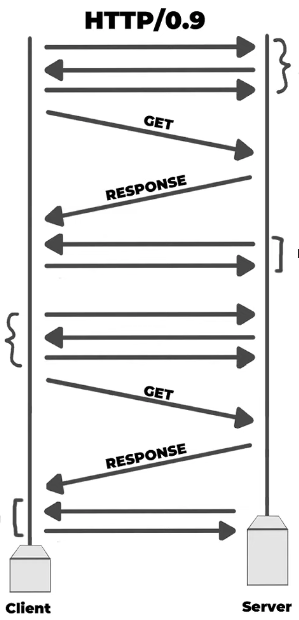 HTTP/0.9
GET
RESPONSE
GET
RESPONSE
Client
Server